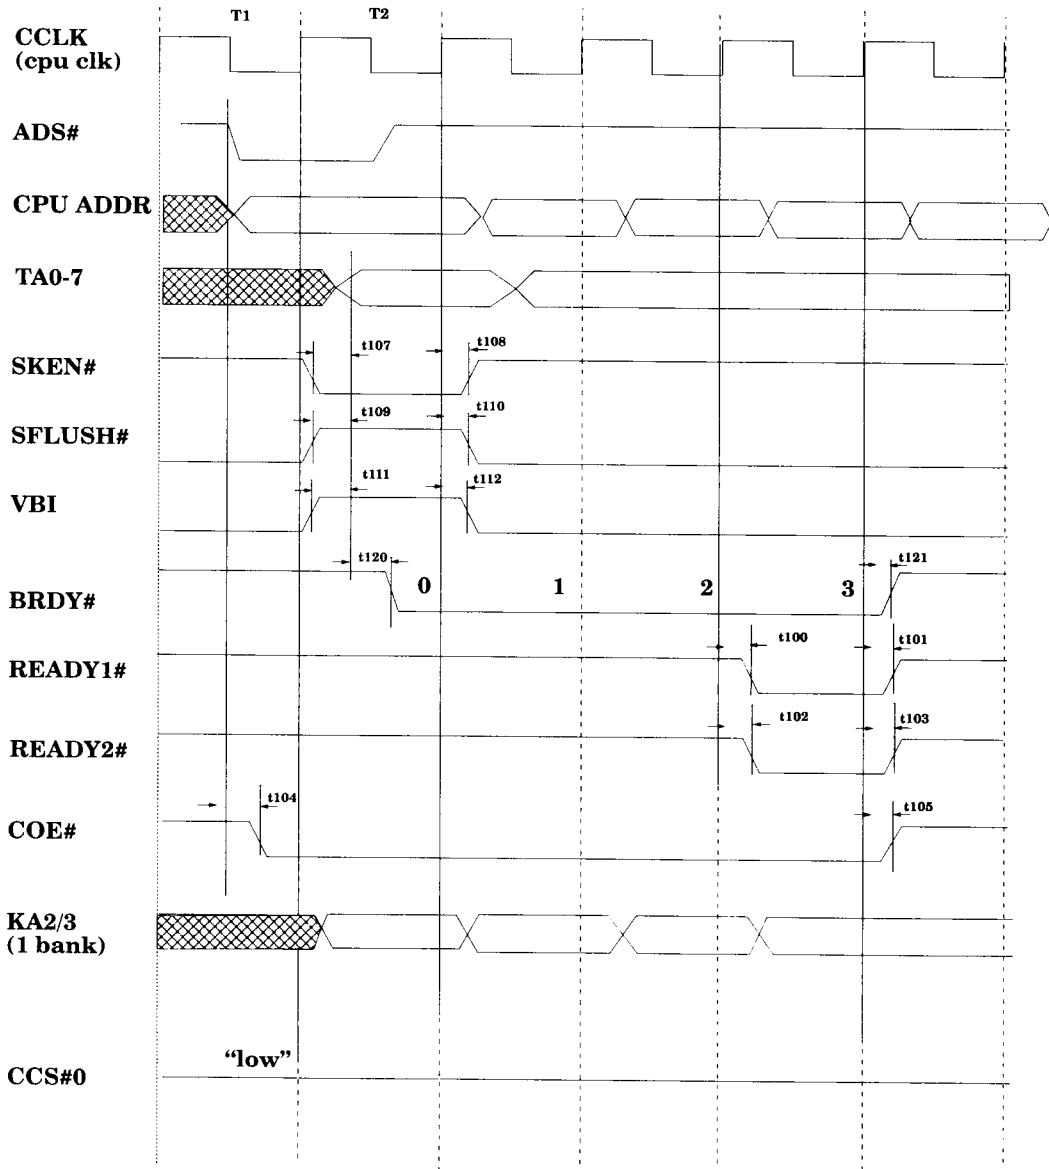 T1 T2
CCLK
(cpu clk)
ADS#
CPU ADDR
TA0-7
t107 t108
SKEN#
t109 t110
SFLUSH#
t111 t112
VBI
t120 t121
0 1 2 3
BRDY#
t100 t101
READY1#
t102 t103
READY2#
t104 t105
COE#
KA2/3
(1 bank)
“low”
CCS#0